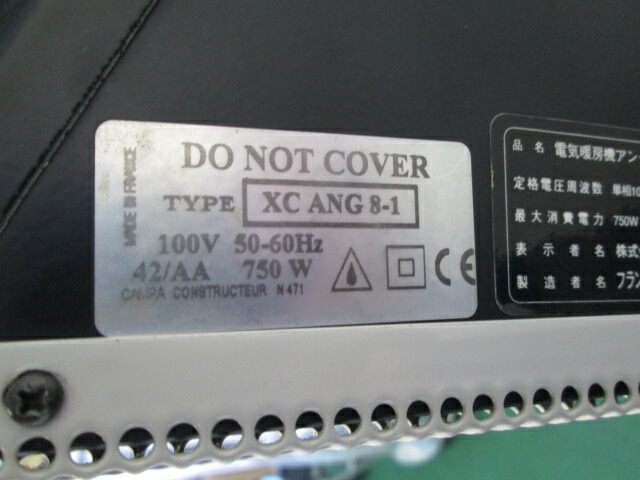 DO NOT COVER
TYPE XC ANG 8-1
100V 50-60Hz
42/AA 750 W
CAMPA CONSTRUCTEUR N 471
MADE IN FRANCE
CE
品名 電気暖房機アン
定格電圧周波数 単相10
最大消費電力 750W
表示者名 株式
製造者名 フラン